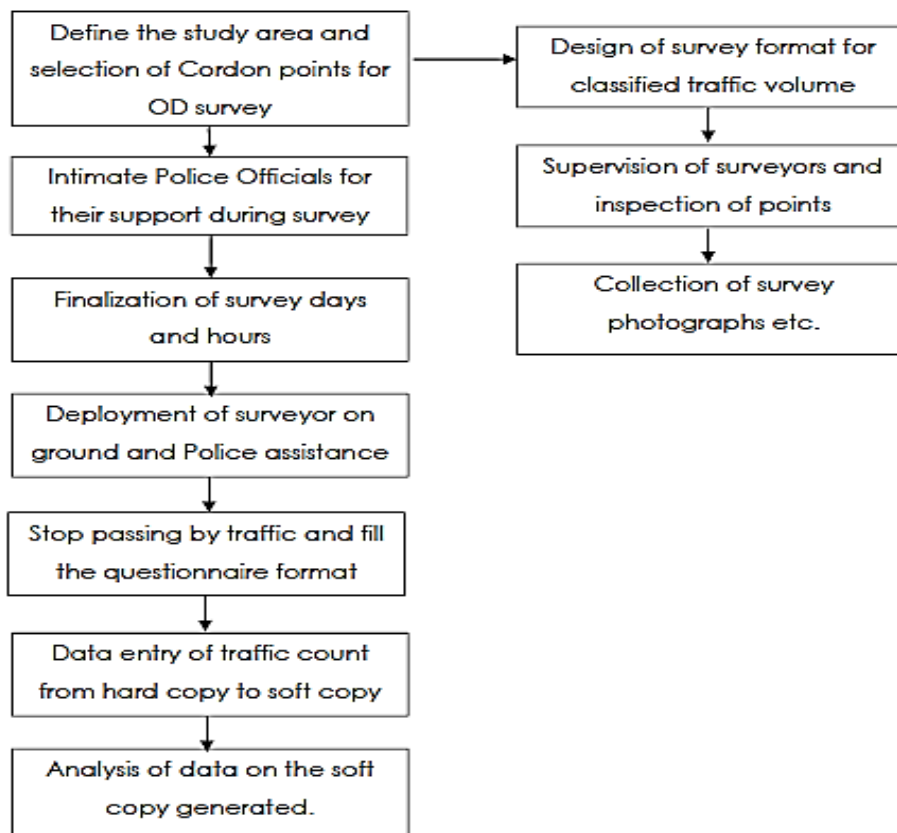 Define the study area and
selection of Cordon points for
OD survey
Intimate Police Officials for
their support during survey
Finalization of survey days
and hours
Deployment of surveyor on
ground and Police assistance
Stop passing by traffic and fill
the questionnaire format
Data entry of traffic count
from hard copy to soft copy
Analysis of data on the soft
copy generated.
Design of survey format for
classified traffic volume
Supervision of surveyors and
inspection of points
Collection of survey
photographs etc.